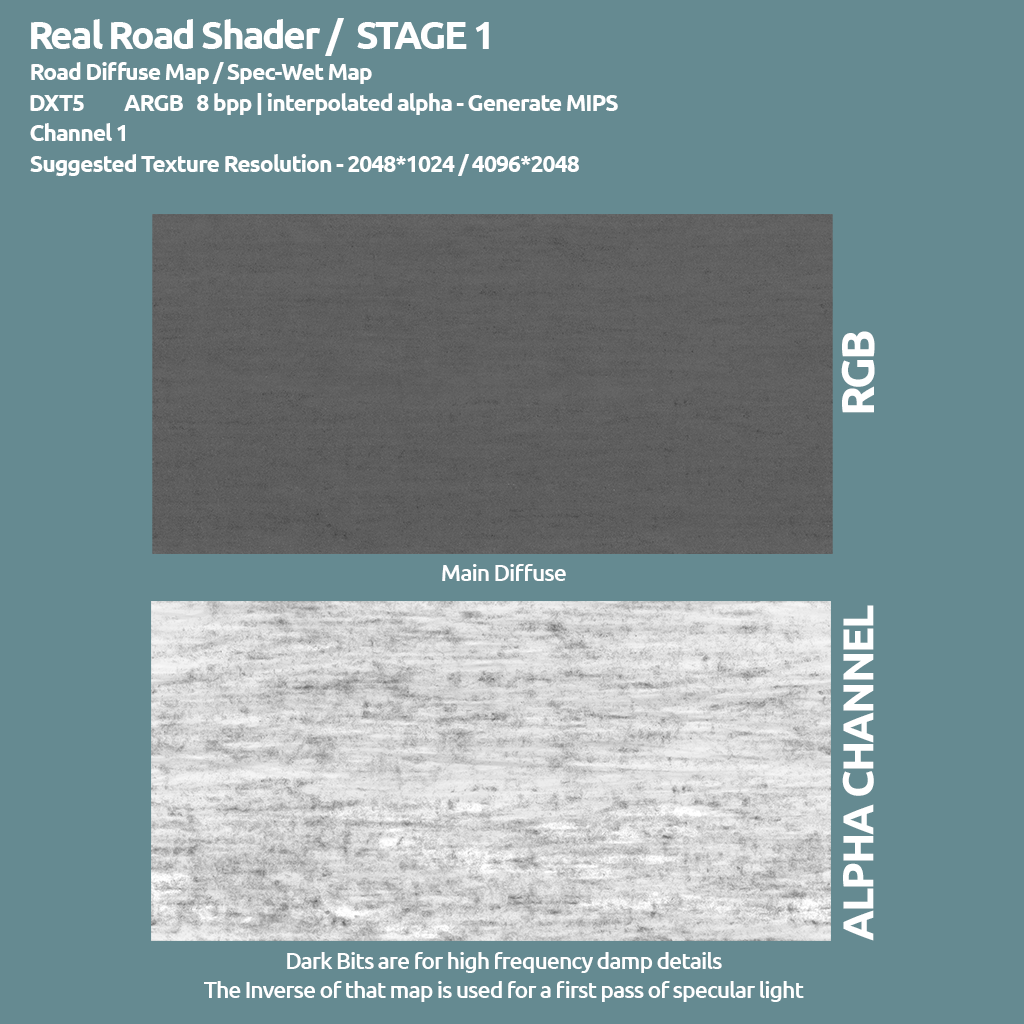 Real Road Shader / STAGE 1
Road Diffuse Map / Spec-Wet Map
DXT5 ARGB 8 bpp | interpolated alpha - Generate MIPS
Channel 1
Suggested Texture Resolution - 2048*1024 / 4096*2048
RGB
Main Diffuse
ALPHA CHANNEL
Dark Bits are for high frequency damp details
The Inverse of that map is used for a first pass of specular light